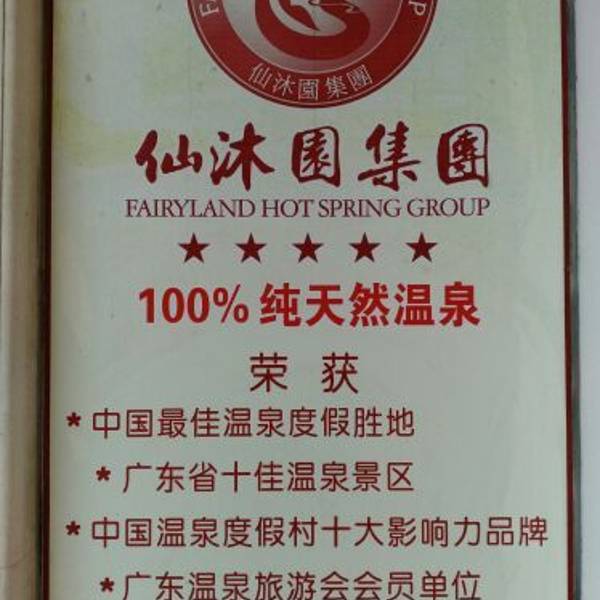 仙沐園集團
仙沐園集團
FAIRYLAND HOT SPRING GROUP
★ ★ ★ ★ ★
100% 纯天然温泉
荣 获
* 中国最佳温泉度假胜地
* 广东省十佳温泉景区
* 中国温泉度假村十大影响力品牌
* 广东温泉旅游会会员单位